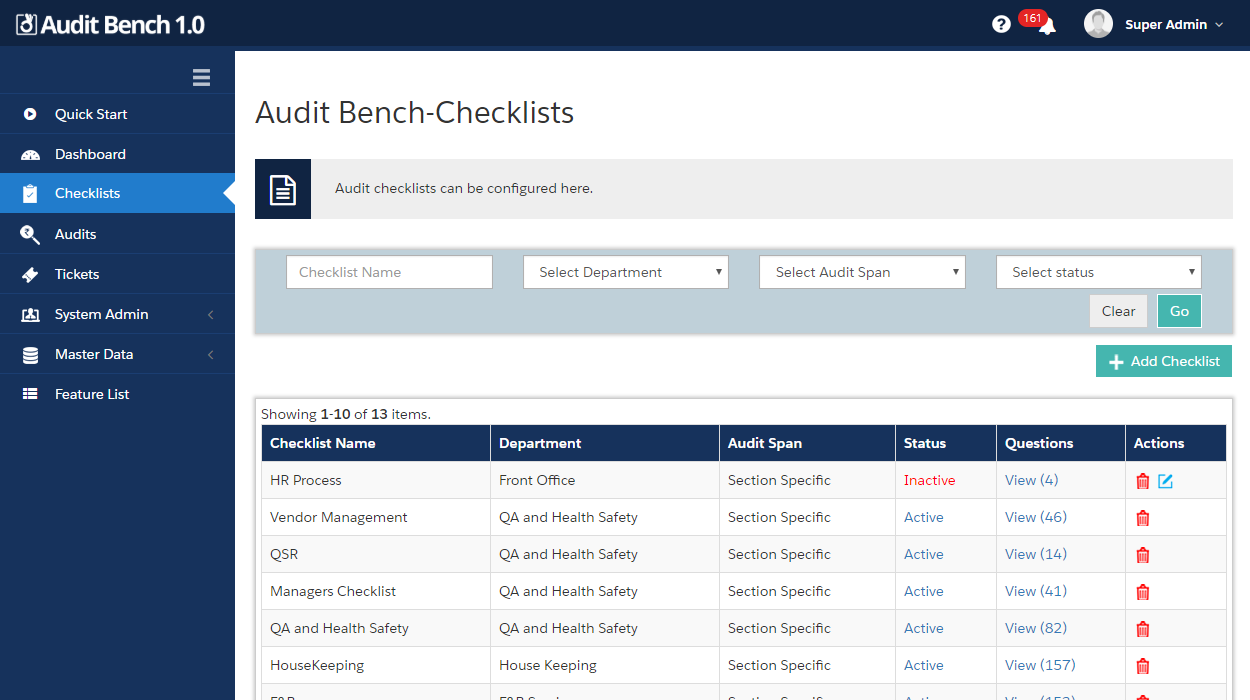 Audit Bench 1.0
161
Super Admin
Quick Start
Dashboard
Checklists
Audits
Tickets
System Admin
Master Data
Feature List
Audit Bench-Checklists
Audit checklists can be configured here.
Checklist Name Select Department Select Audit Span Select status
Clear Go
Add Checklist
Showing 1-10 of 13 items.
Checklist Name Department Audit Span Status Questions Actions
HR Process Front Office Section Specific Inactive View (4)
Vendor Management QA and Health Safety Section Specific Active View (46)
QSR QA and Health Safety Section Specific Active View (14)
Managers Checklist QA and Health Safety Section Specific Active View (41)
QA and Health Safety QA and Health Safety Section Specific Active View (82)
HouseKeeping House Keeping Section Specific Active View (157)